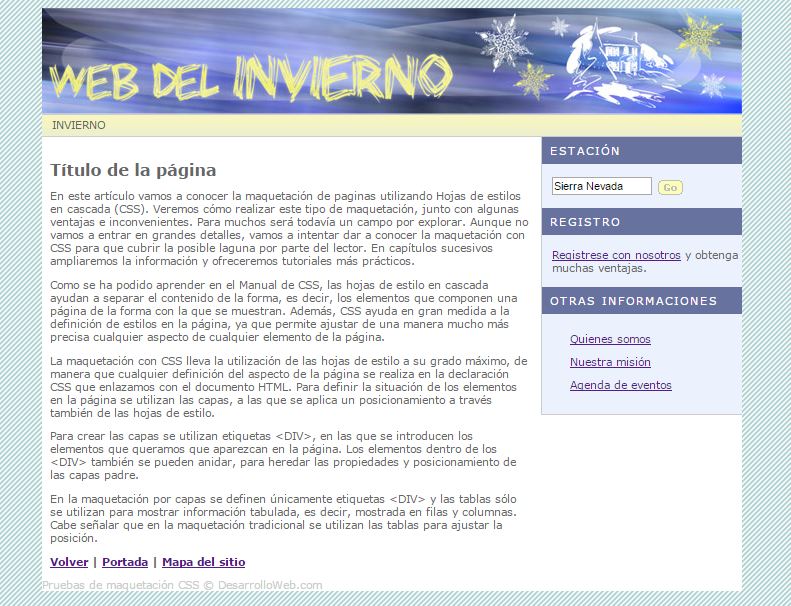 WEB DEL INVIERNO
INVIERNO
Título de la página
En este artículo vamos a conocer la maquetación de paginas utilizando Hojas de estilos
en cascada (CSS). Veremos cómo realizar este tipo de maquetación, junto con algunas
ventajas e inconvenientes. Para muchos será todavía un campo por explorar. Aunque no
vamos a entrar en grandes detalles, vamos a intentar dar a conocer la maquetación con
CSS para que cubrir la posible laguna por parte del lector. En capítulos sucesivos
ampliaremos la información y ofreceremos tutoriales más prácticos.
Como se ha podido aprender en el Manual de CSS, las hojas de estilo en cascada
ayudan a separar el contenido de la forma, es decir, los elementos que componen una
página de la forma con la que se muestran. Además, CSS ayuda en gran medida a la
definición de estilos en la página, ya que permite ajustar de una manera mucho más
precisa cualquier aspecto de cualquier elemento de la página.
La maquetación con CSS lleva la utilización de las hojas de estilo a su grado máximo, de
manera que cualquier definición del aspecto de la página se realiza en la declaración
CSS que enlazamos con el documento HTML. Para definir la situación de los elementos
en la página se utilizan las capas, a las que se aplica un posicionamiento a través
también de las hojas de estilo.
Para crear las capas se utilizan etiquetas <DIV>, en las que se introducen los
elementos que queramos que aparezcan en la página. Los elementos dentro de los
<DIV> también se pueden anidar, para heredar las propiedades y posicionamiento de
las capas padre.
En la maquetación por capas se definen únicamente etiquetas <DIV> y las tablas sólo
se utilizan para mostrar información tabulada, es decir, mostrada en filas y columnas.
Cabe señalar que en la maquetación tradicional se utilizan las tablas para ajustar la
posición.
Volver | Portada | Mapa del sitio
Pruebas de maquetación CSS © DesarrolloWeb.com
ESTACIÓN
Sierra Nevada Go
REGISTRO
Registrese con nosotros y obtenga
muchas ventajas.
OTRAS INFORMACIONES
Quienes somos
Nuestra misión
Agenda de eventos